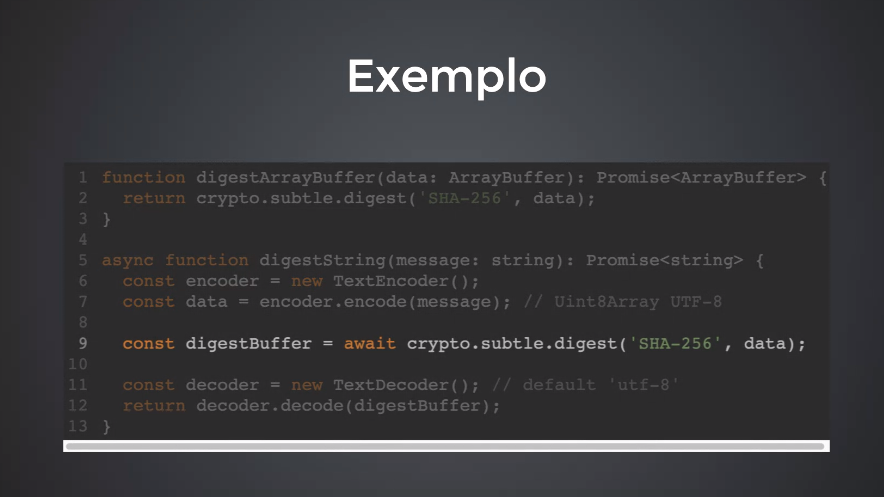 Exemplo
1 function digestArrayBuffer(data: ArrayBuffer): Promise<ArrayBuffer> {
2 return crypto.subtle.digest('SHA-256', data);
3 }
4
5 async function digestString(message: string): Promise<string> {
6 const encoder = new TextEncoder();
7 const data = encoder.encode(message); // Uint8Array UTF-8
8
9 const digestBuffer = await crypto.subtle.digest('SHA-256', data);
10
11 const decoder = new TextDecoder(); // default 'utf-8'
12 return decoder.decode(digestBuffer);
13 }